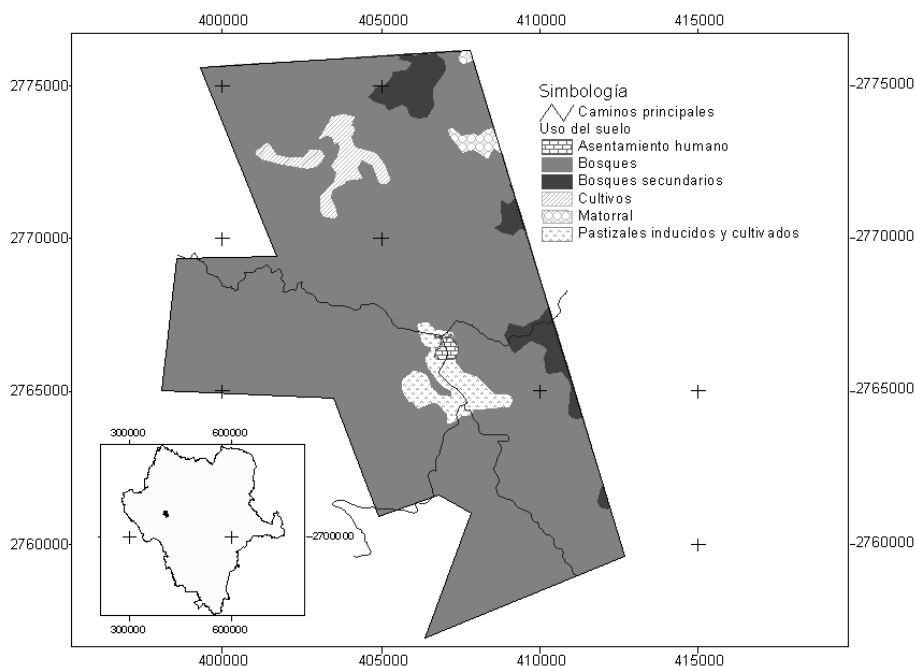 400000 405000 410000 415000
2775000 2775000
Simbología
Caminos principales
Uso del suelo
Asentamiento humano
Bosques
Bosques secundarios
Cultivos
Matorral
Pastizales inducidos y cultivados
2770000 2770000
2765000 2765000
300000 600000
2760000 2760000
2700000
300000 600000
400000 405000 410000 415000